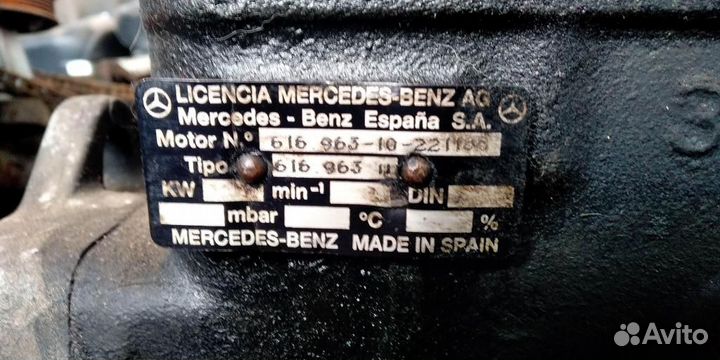 LICENCIA MERCEDES-BENZ AG
Mercedes - Benz España S.A.
Motor N.º 616 963-10-
Tipo 616 963
KW min⁻¹ DIN
mbar °C %
MERCEDES-BENZ MADE IN SPAIN
3
Avito